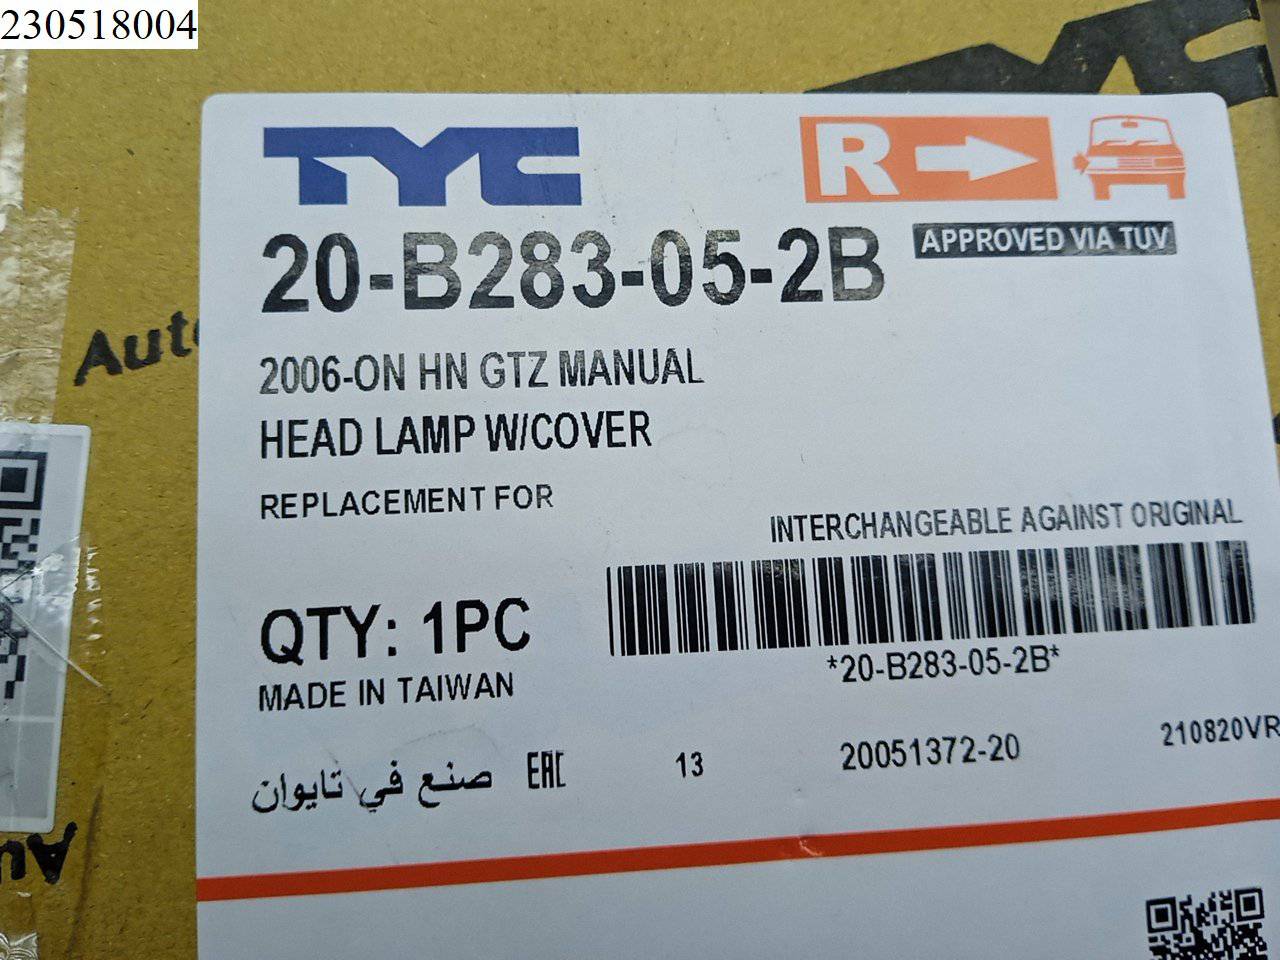 230518004
TYC
R
20-B283-05-2B
APPROVED VIA TUV
2006-ON HN GTZ MANUAL
HEAD LAMP W/COVER
REPLACEMENT FOR
INTERCHANGEABLE AGAINST ORIGINAL
QTY: 1PC
*20-B283-05-2B*
MADE IN TAIWAN
صنع في تايوان
EAC
13
20051372-20
210820VR
Auto